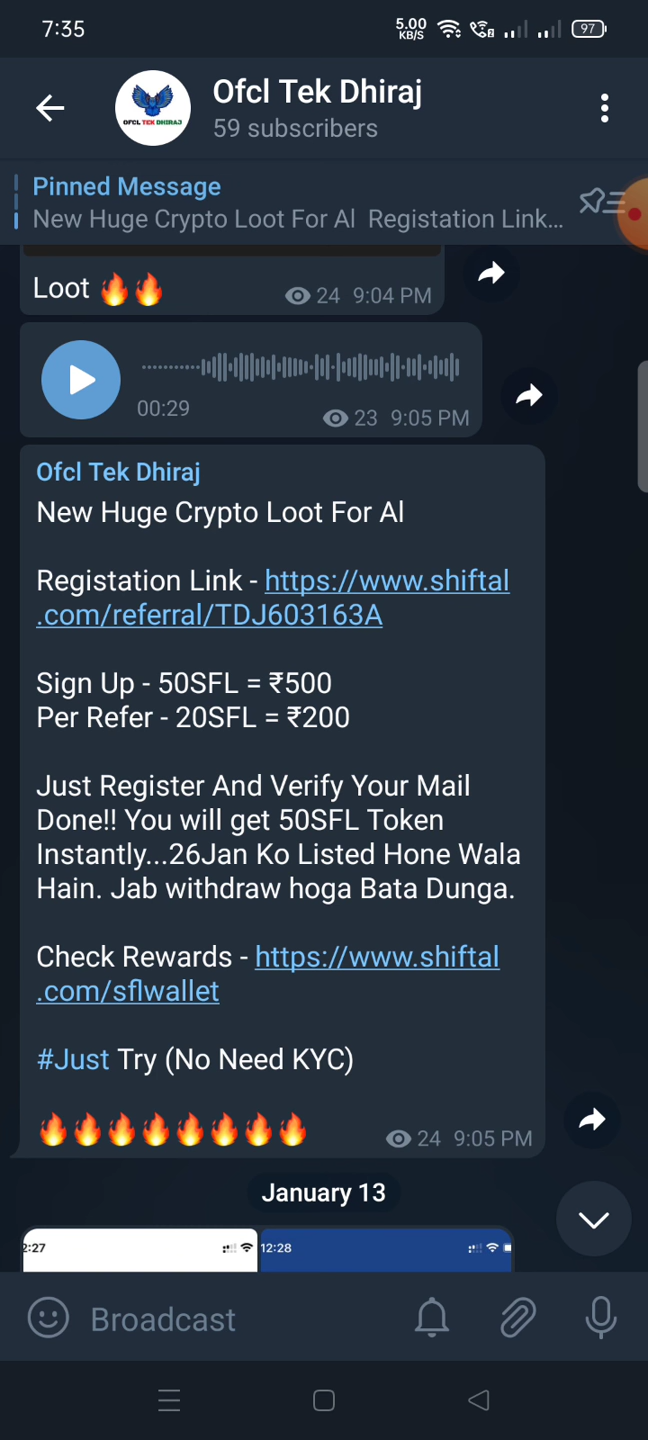 7:35
5.00
KB/S
97
OFCL TEK DHIRAJ
Ofcl Tek Dhiraj
59 subscribers
Pinned Message
New Huge Crypto Loot For Al Registation Link...
Loot 🔥🔥
24 9:04 PM
00:29
23 9:05 PM
Ofcl Tek Dhiraj
New Huge Crypto Loot For Al
Registation Link - https://www.shiftal
.com/referral/TDJ603163A
Sign Up - 50SFL = ₹500
Per Refer - 20SFL = ₹200
Just Register And Verify Your Mail
Done!! You will get 50SFL Token
Instantly...26Jan Ko Listed Hone Wala
Hain. Jab withdraw hoga Bata Dunga.
Check Rewards - https://www.shiftal
.com/sflwallet
#Just Try (No Need KYC)
🔥🔥🔥🔥🔥🔥🔥🔥
24 9:05 PM
January 13
2:27
12:28
Broadcast